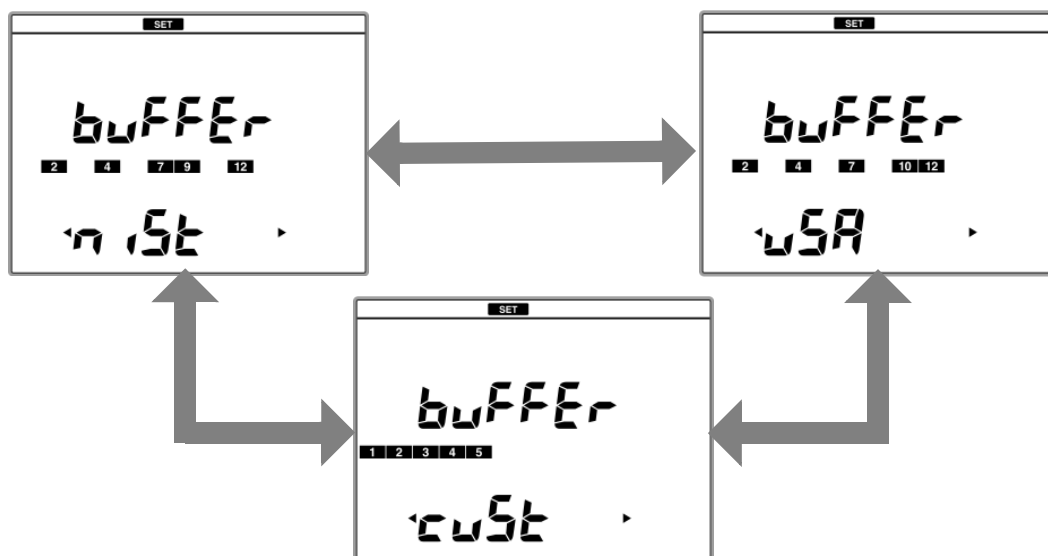 SET
buFFEr
2 4 7 9 12
niSt
SET
buFFEr
2 4 7 10 12
uSA
SET
buFFEr
1 2 3 4 5
cuSt